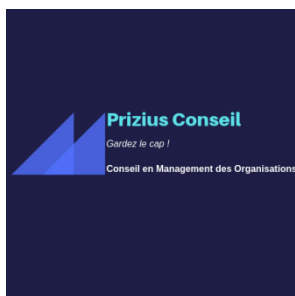 Prizius Conseil
Gardez le cap !
Conseil en Management des Organisations